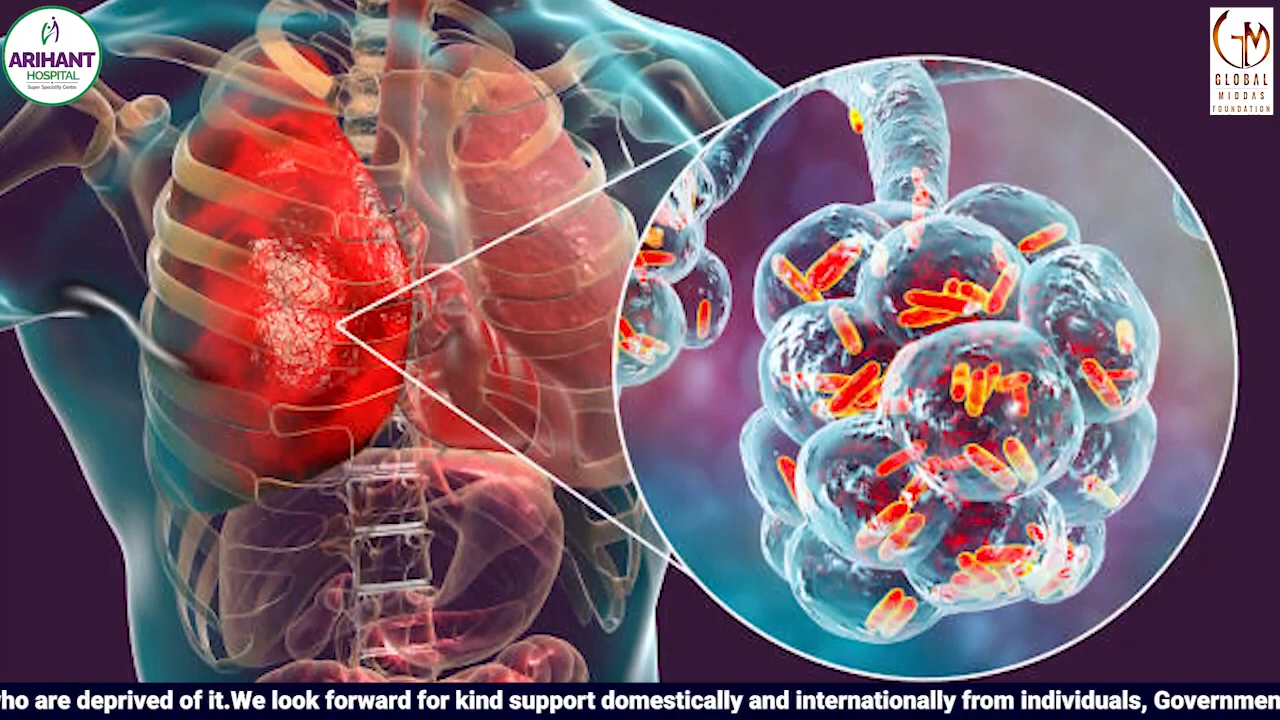 ARIHANT
HOSPITAL
Super Speciality Centre
GM
GLOBAL
MIDDAS
FOUNDATION
ho are deprived of it.We look forward for kind support domestically and internationally from individuals, Governmen